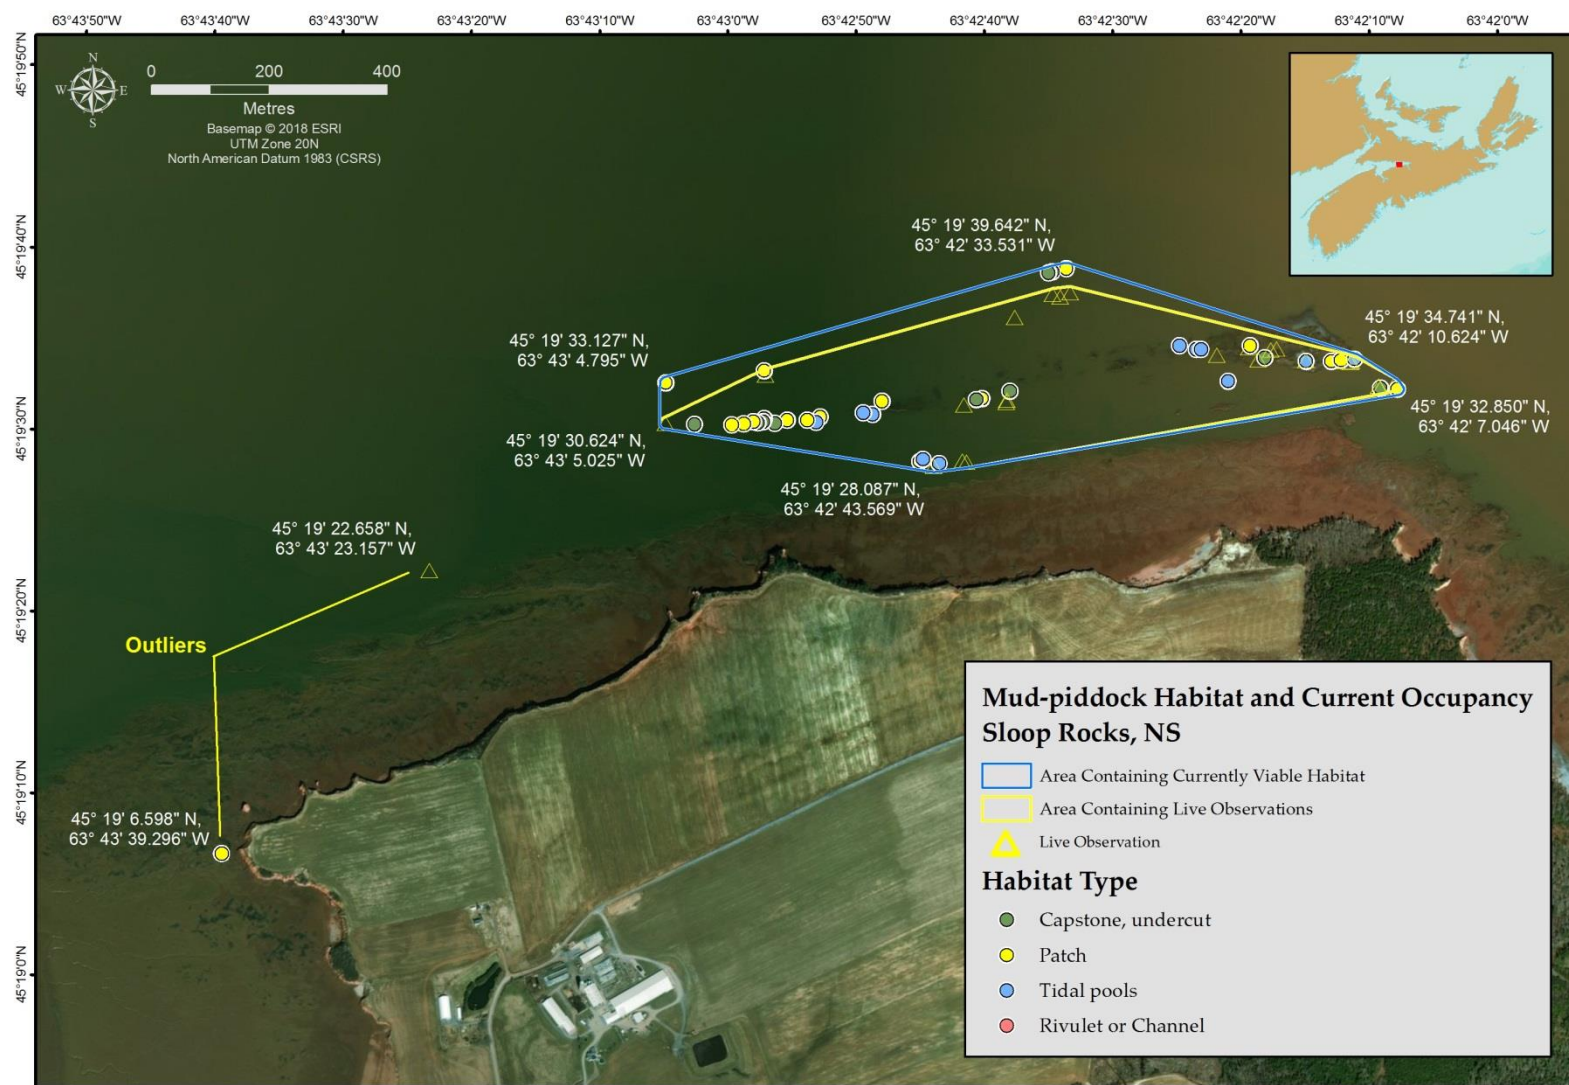 63°43'50"W 63°43'40"W 63°43'30"W 63°43'20"W 63°43'10"W 63°43'0"W 63°42'50"W 63°42'40"W 63°42'30"W 63°42'20"W 63°42'10"W 63°42'0"W
45°19'50"N
45°19'40"N
45°19'30"N
45°19'20"N
45°19'10"N
45°19'0"N
N
W E
S
0 200 400
Metres
Basemap © 2018 ESRI
UTM Zone 20N
North American Datum 1983 (CSRS)
45° 19' 39.642" N,
63° 42' 33.531" W
45° 19' 33.127" N,
63° 43' 4.795" W
45° 19' 34.741" N,
63° 42' 10.624" W
45° 19' 30.624" N,
63° 43' 5.025" W
45° 19' 32.850" N,
63° 42' 7.046" W
45° 19' 28.087" N,
63° 42' 43.569" W
45° 19' 22.658" N,
63° 43' 23.157" W
Outliers
45° 19' 6.598" N,
63° 43' 39.296" W
Mud-piddock Habitat and Current Occupancy
Sloop Rocks, NS
Area Containing Currently Viable Habitat
Area Containing Live Observations
Live Observation
Habitat Type
Capstone, undercut
Patch
Tidal pools
Rivulet or Channel